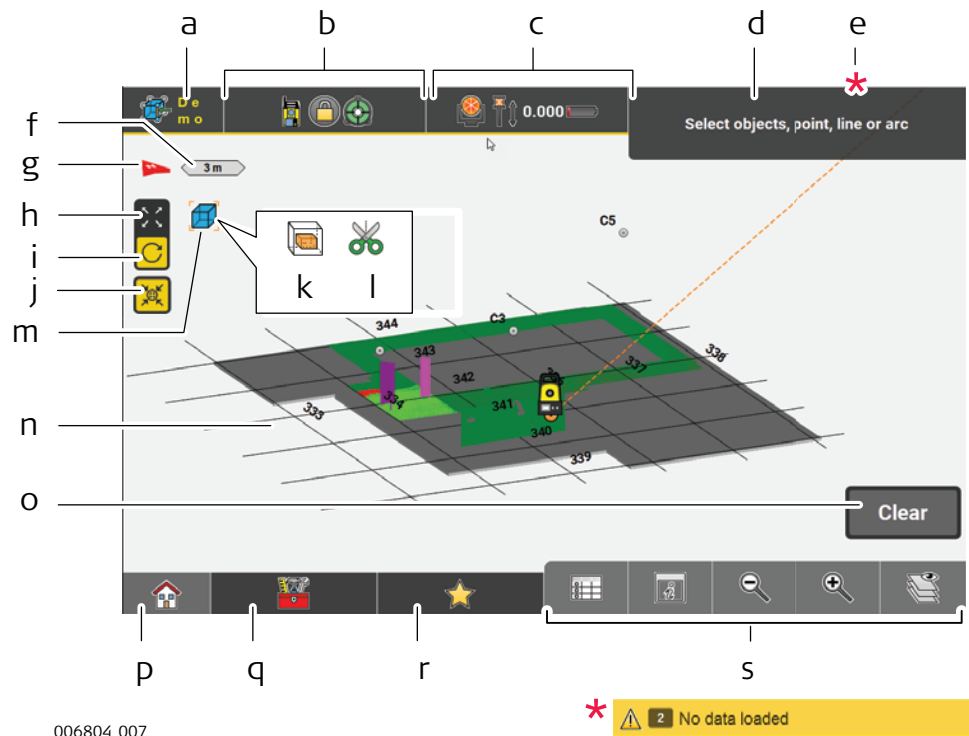 a b c d e
De
mo
0.000
Select objects, point, line or arc
f
g
3 m
h
C5
i
k l
j
m
344
C3
343
338
337
342
334
341
335
n
340
339
o
Clear
p q r s
2 No data loaded
006804_007